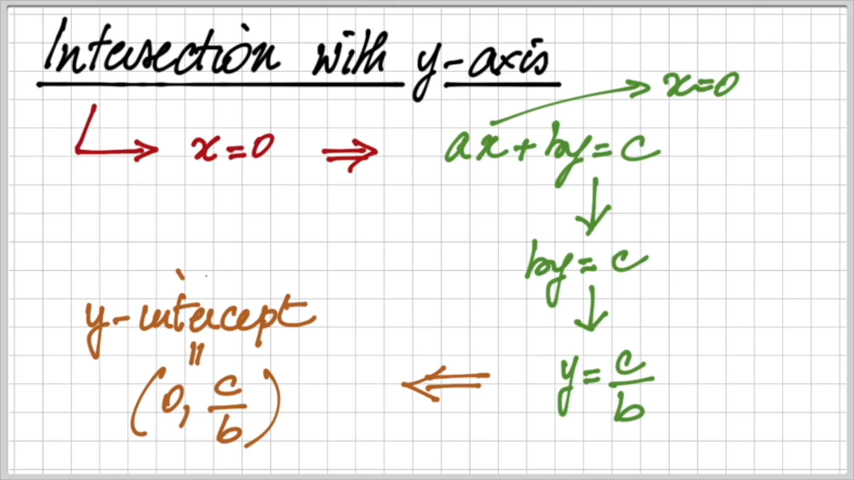 Intersection with y-axis
x=0 ⇒ ax+by=c → x=0
by=c
y=c/b
y-intercept
=
(0, c/b)